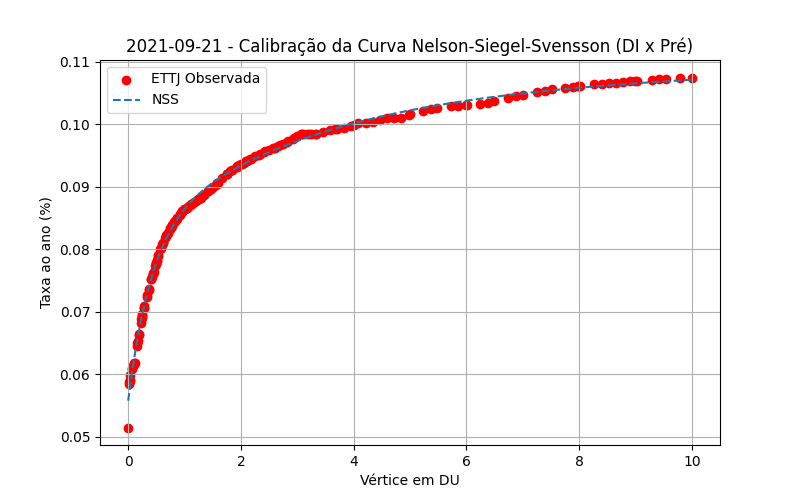 2021-09-21 - Calibração da Curva Nelson-Siegel-Svensson (DI x Pré)
ETTJ Observada
NSS
Taxa ao ano (%)
0.11
0.10
0.09
0.08
0.07
0.06
0.05
0
2
4
6
8
10
Vértice em DU